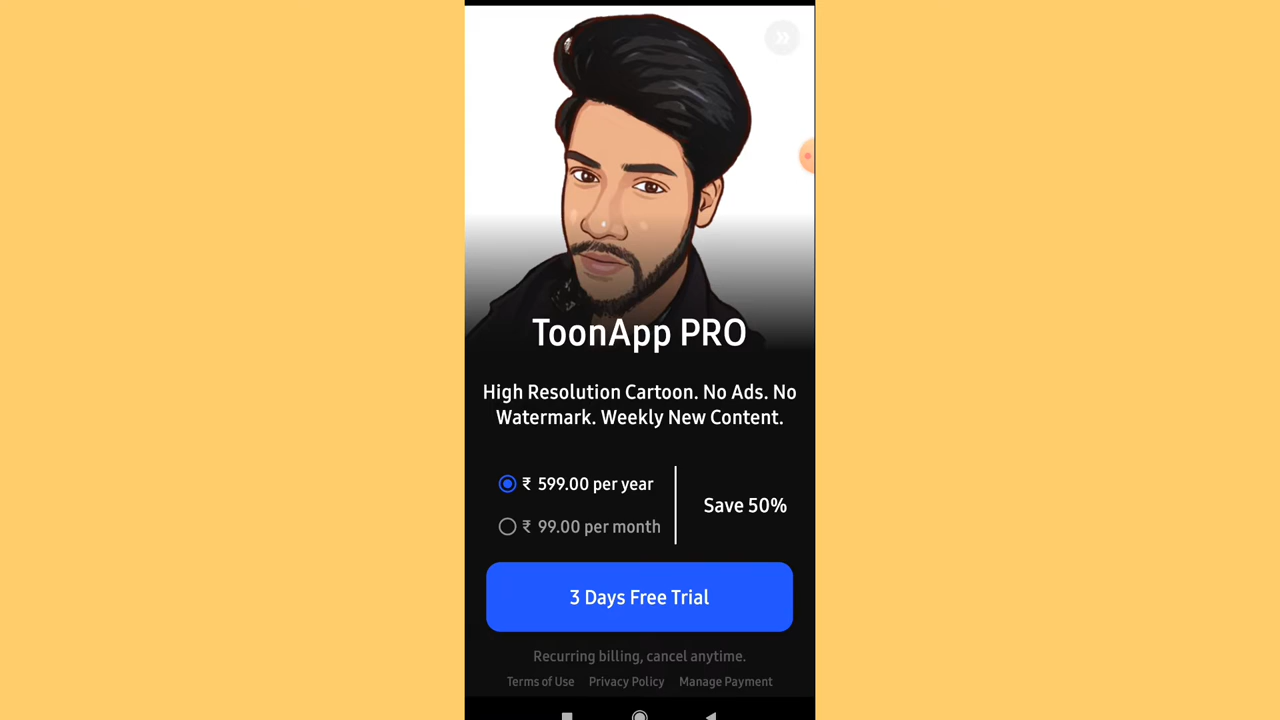 ToonApp PRO
High Resolution Cartoon. No Ads. No
Watermark. Weekly New Content.
₹ 599.00 per year
₹ 99.00 per month
Save 50%
3 Days Free Trial
Recurring billing, cancel anytime.
Terms of Use Privacy Policy Manage Payment